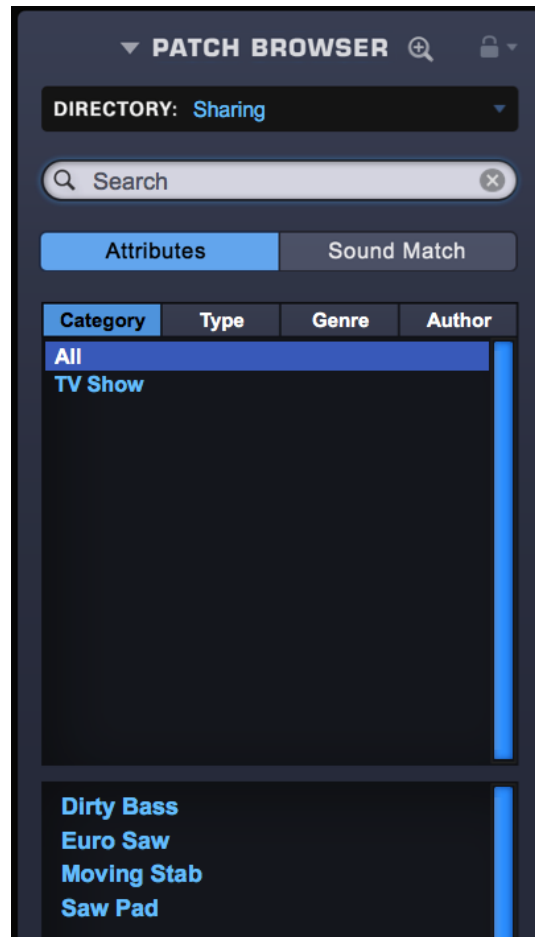 PATCH BROWSER
DIRECTORY: Sharing
Search
Attributes Sound Match
Category Type Genre Author
All
TV Show
Dirty Bass
Euro Saw
Moving Stab
Saw Pad